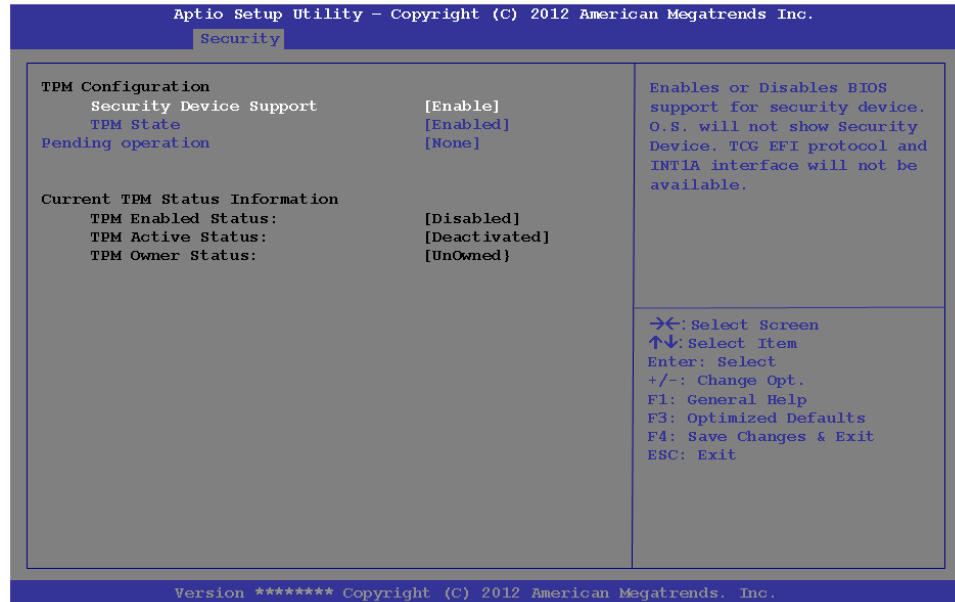 Aptio Setup Utility – Copyright (C) 2012 American Megatrends Inc.
Security
TPM Configuration
Security Device Support [Enable]
TPM State [Enabled]
Pending operation [None]
Current TPM Status Information
TPM Enabled Status: [Disabled]
TPM Active Status: [Deactivated]
TPM Owner Status: [UnOwned}
Enables or Disables BIOS
support for security device.
O.S. will not show Security
Device. TCG EFI protocol and
INT1A interface will not be
available.
→←: Select Screen
↑↓: Select Item
Enter: Select
+/-: Change Opt.
F1: General Help
F3: Optimized Defaults
F4: Save Changes & Exit
ESC: Exit
Version ******** Copyright (C) 2012 American Megatrends. Inc.